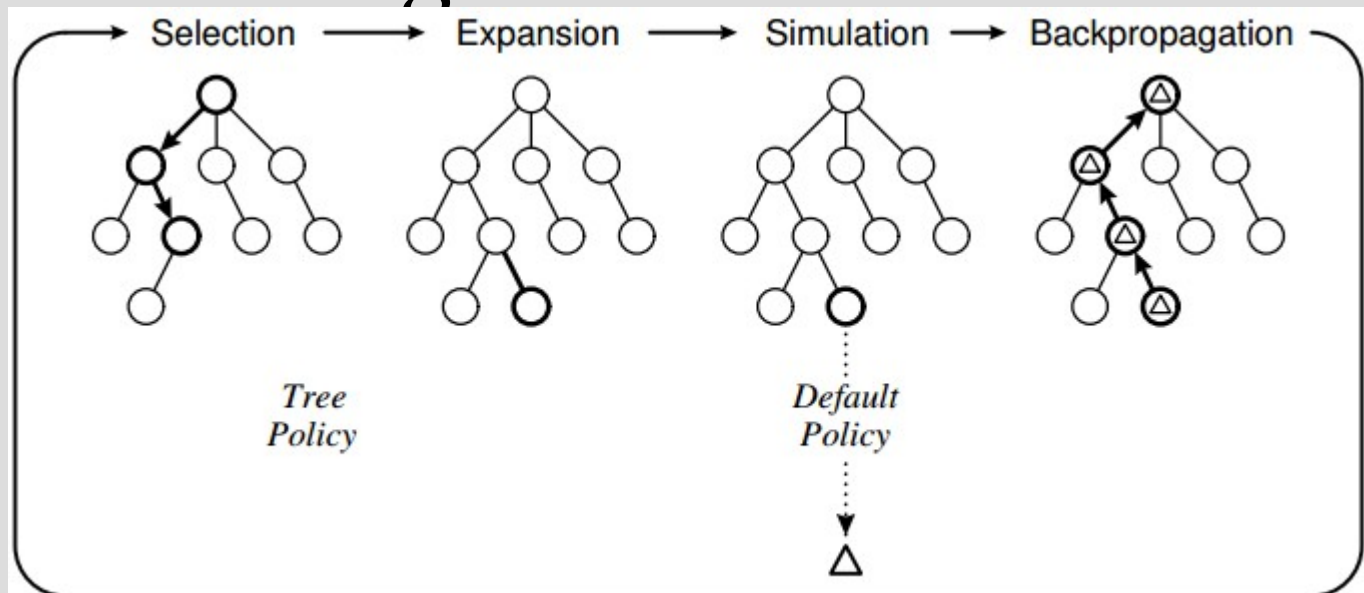 Selection Expansion Simulation Backpropagation
Tree
Policy
Default
Policy